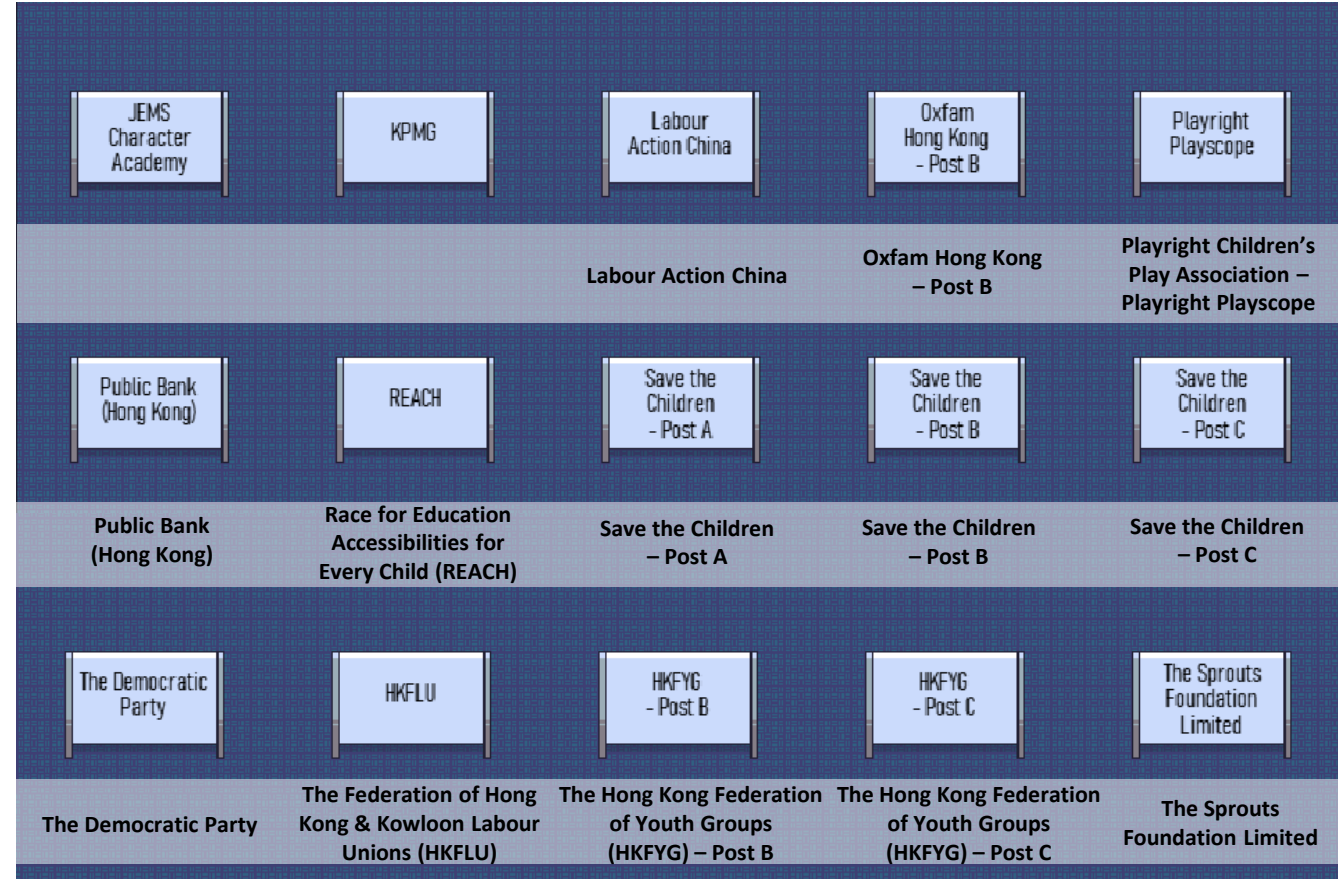 JEMS
Character
Academy
KPMG
Labour
Action China
Oxfam
Hong Kong
- Post B
Playright
Playscope
Labour Action China
Oxfam Hong Kong
– Post B
Playright Children’s
Play Association –
Playright Playscope
Public Bank
(Hong Kong)
REACH
Save the
Children
- Post A
Save the
Children
- Post B
Save the
Children
- Post C
Public Bank
(Hong Kong)
Race for Education
Accessibilities for
Every Child (REACH)
Save the Children
– Post A
Save the Children
– Post B
Save the Children
– Post C
The Democratic
Party
HKFLU
HKFYG
- Post B
HKFYG
- Post C
The Sprouts
Foundation
Limited
The Democratic Party
The Federation of Hong
Kong & Kowloon Labour
Unions (HKFLU)
The Hong Kong Federation
of Youth Groups
(HKFYG) – Post B
The Hong Kong Federation
of Youth Groups
(HKFYG) – Post C
The Sprouts
Foundation Limited